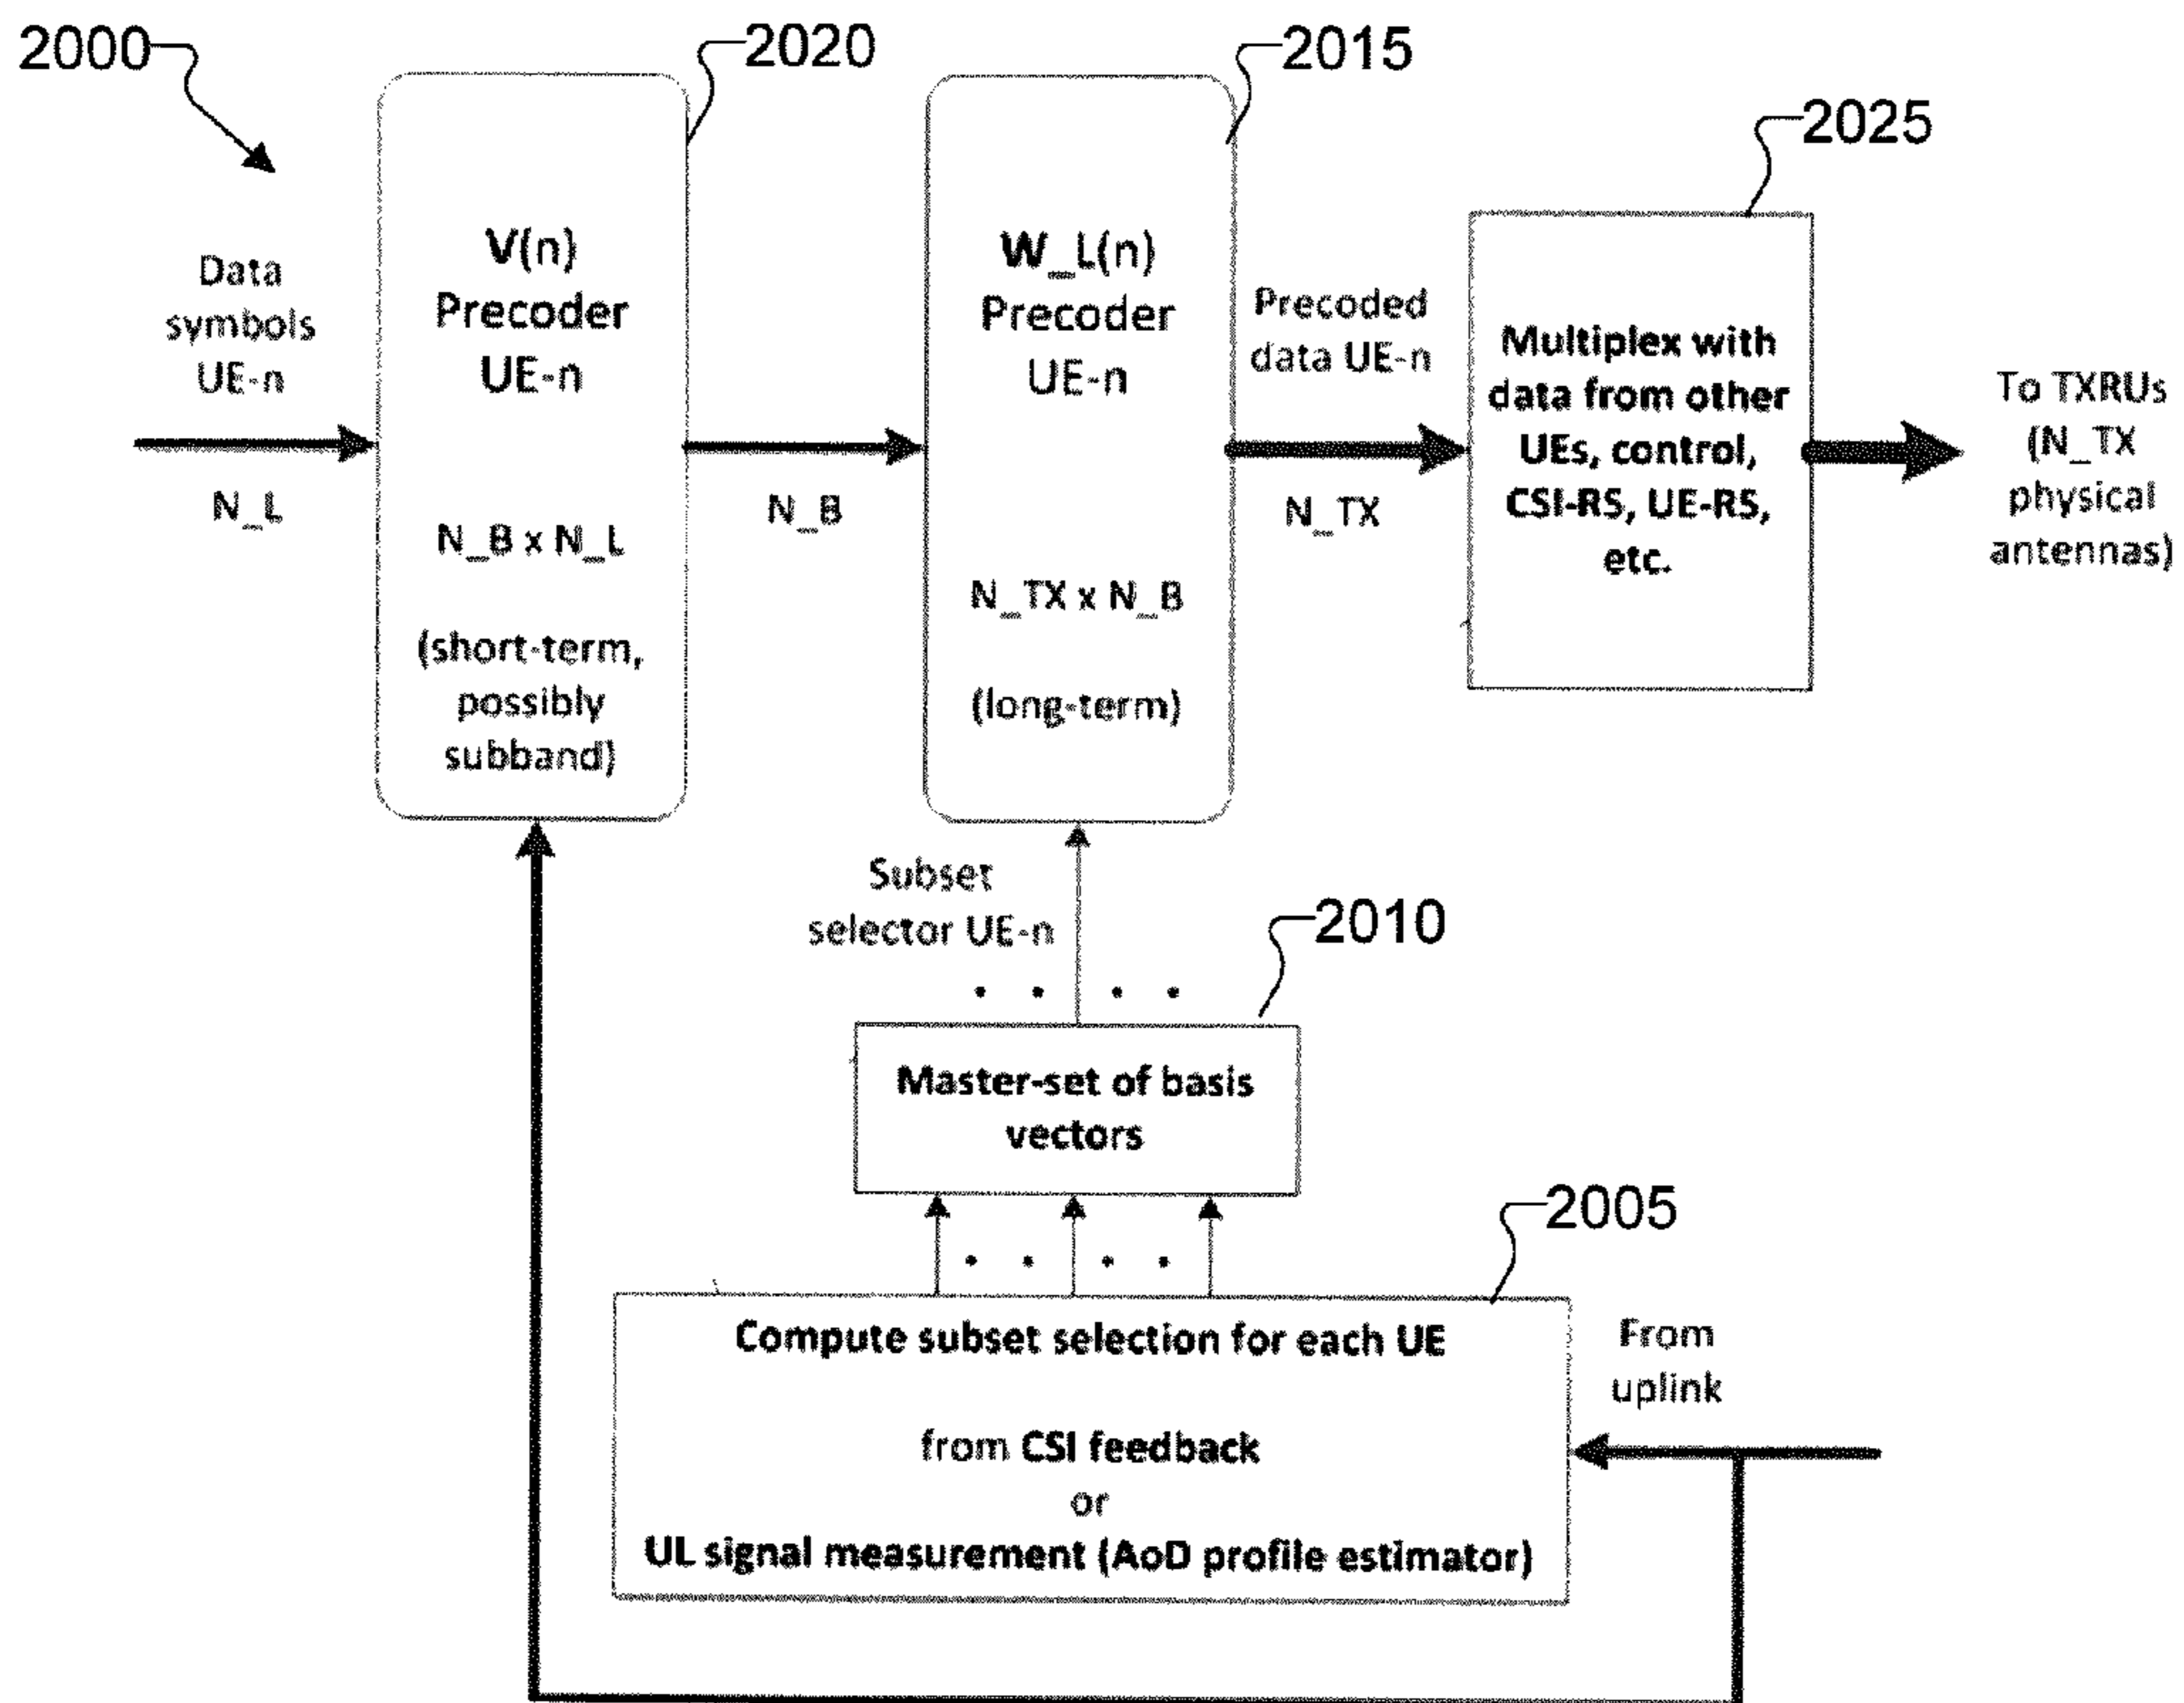 2000
2020
2015
2025
Data
symbols
UE-n
N_L
V(n)
Precoder
UE-n
N_B x N_L
(short-term,
possibly
subband)
N_B
W_L(n)
Precoder
UE-n
N_TX x N_B
(long-term)
Precoded
data UE-n
N_TX
Multiplex with
data from other
UEs, control,
CSI-RS, UE-RS,
etc.
To TXRUs
(N_TX
physical
antennas)
Subset
selector UE-n
2010
Master-set of basis
vectors
2005
Compute subset selection for each UE
from CSI feedback
or
UL signal measurement (AoD profile estimator)
From
uplink